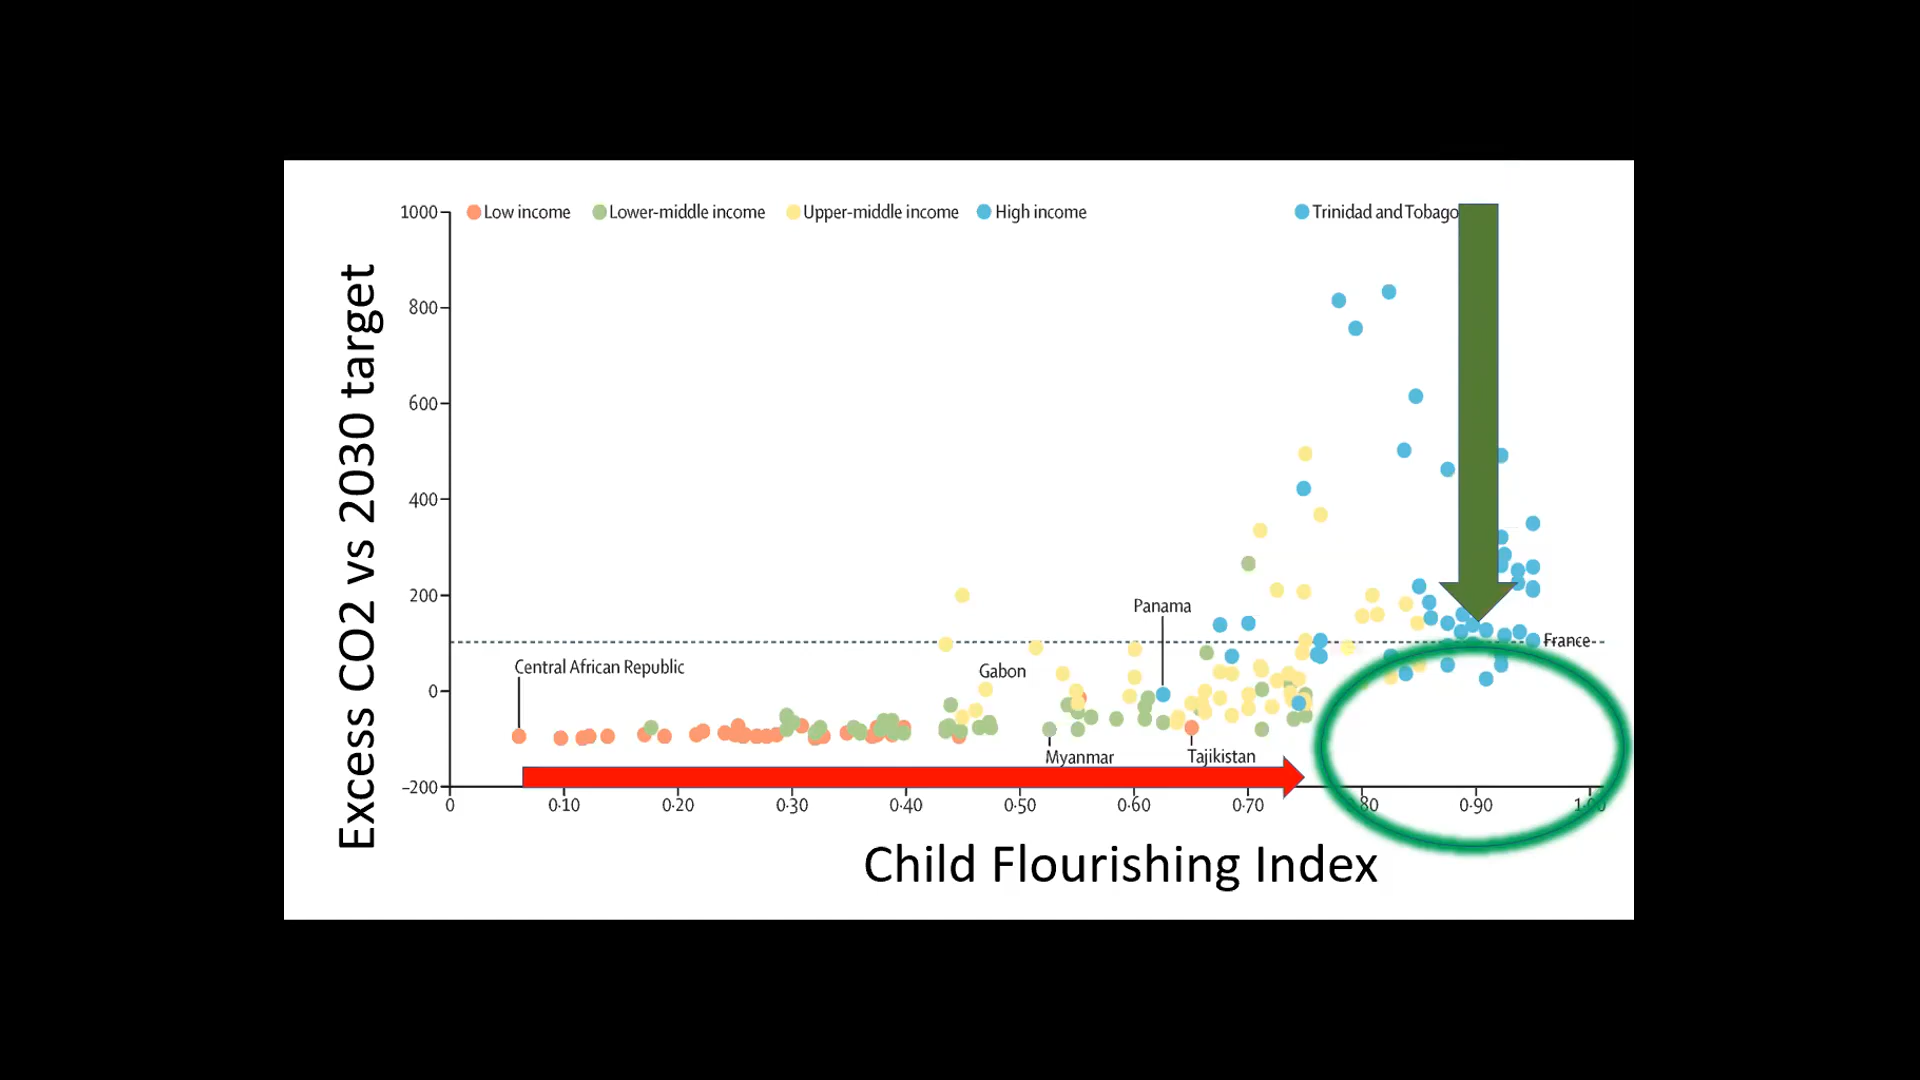 Excess CO2 vs 2030 target
Low income
Lower-middle income
Upper-middle income
High income
Trinidad and Tobago
1000
800
600
400
200
0
–200
Panama
France
Central African Republic
Gabon
Myanmar
Tajikistan
0
0·10
0·20
0·30
0·40
0·50
0·60
0·70
0·90
Child Flourishing Index